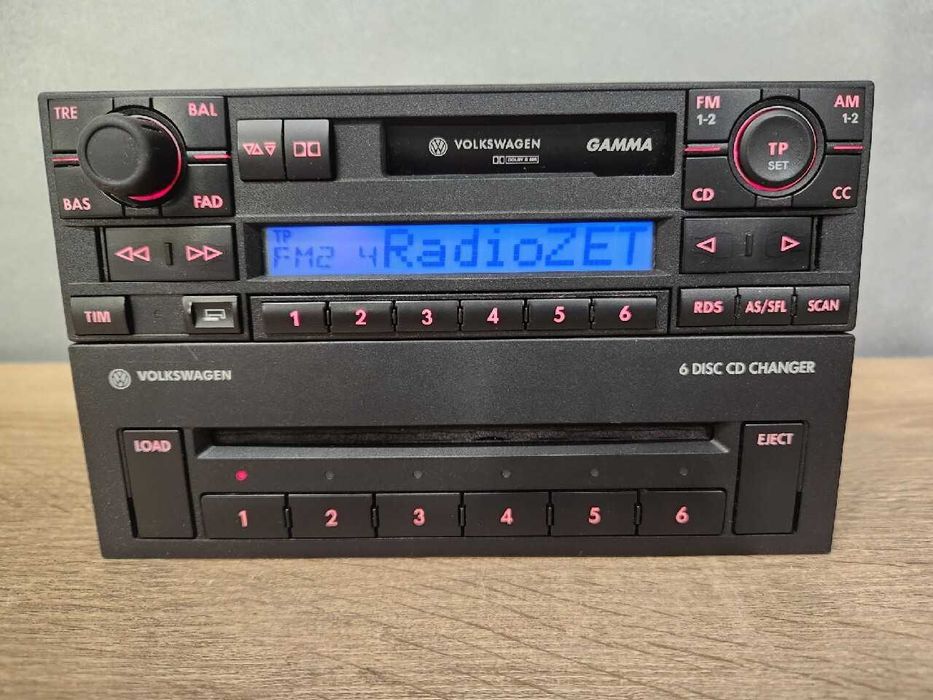 TRE
BAL
BAS
FAD
VOLKSWAGEN
GAMMA
DOLBY B NR
FM
1-2
AM
1-2
TP
SET
CD
CC
TP
FM2 4 RadioZET
TIM
1 2 3 4 5 6
RDS AS/SFL SCAN
VOLKSWAGEN
6 DISC CD CHANGER
LOAD
EJECT
1 2 3 4 5 6